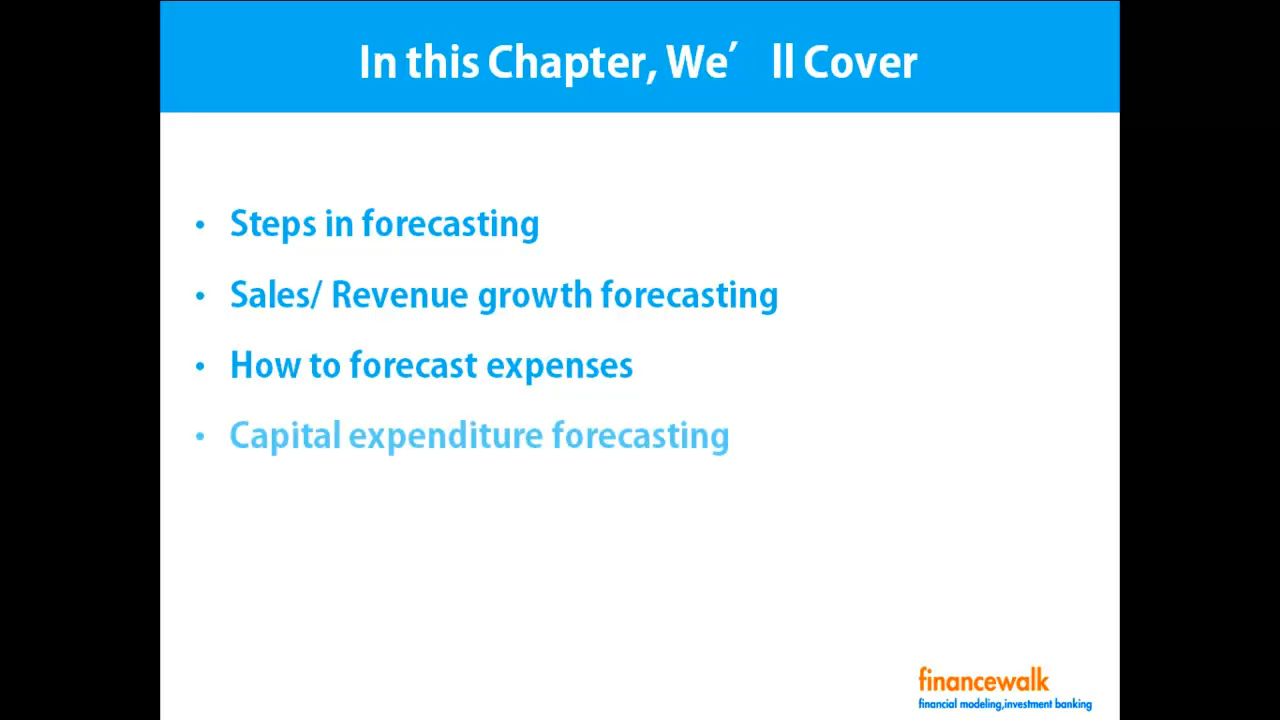 In this Chapter, We’ ll Cover
• Steps in forecasting
• Sales/ Revenue growth forecasting
• How to forecast expenses
• Capital expenditure forecasting
financewalk
financial modeling,investment banking